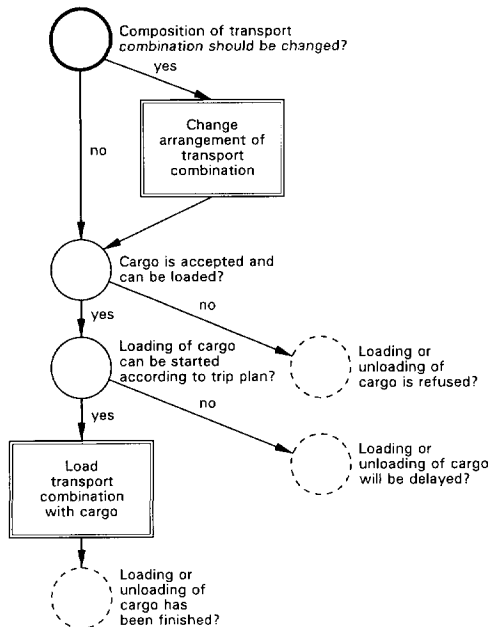 Composition of transport
combination should be changed?
yes
Change
arrangement of
transport
combination
no
Cargo is accepted and
can be loaded?
no
yes
Loading of cargo
can be started
according to trip plan?
Loading or
unloading of
cargo is refused?
no
yes
Loading or
unloading of cargo
will be delayed?
Load
transport
combination
with cargo
Loading or
unloading of
cargo has
been finished?